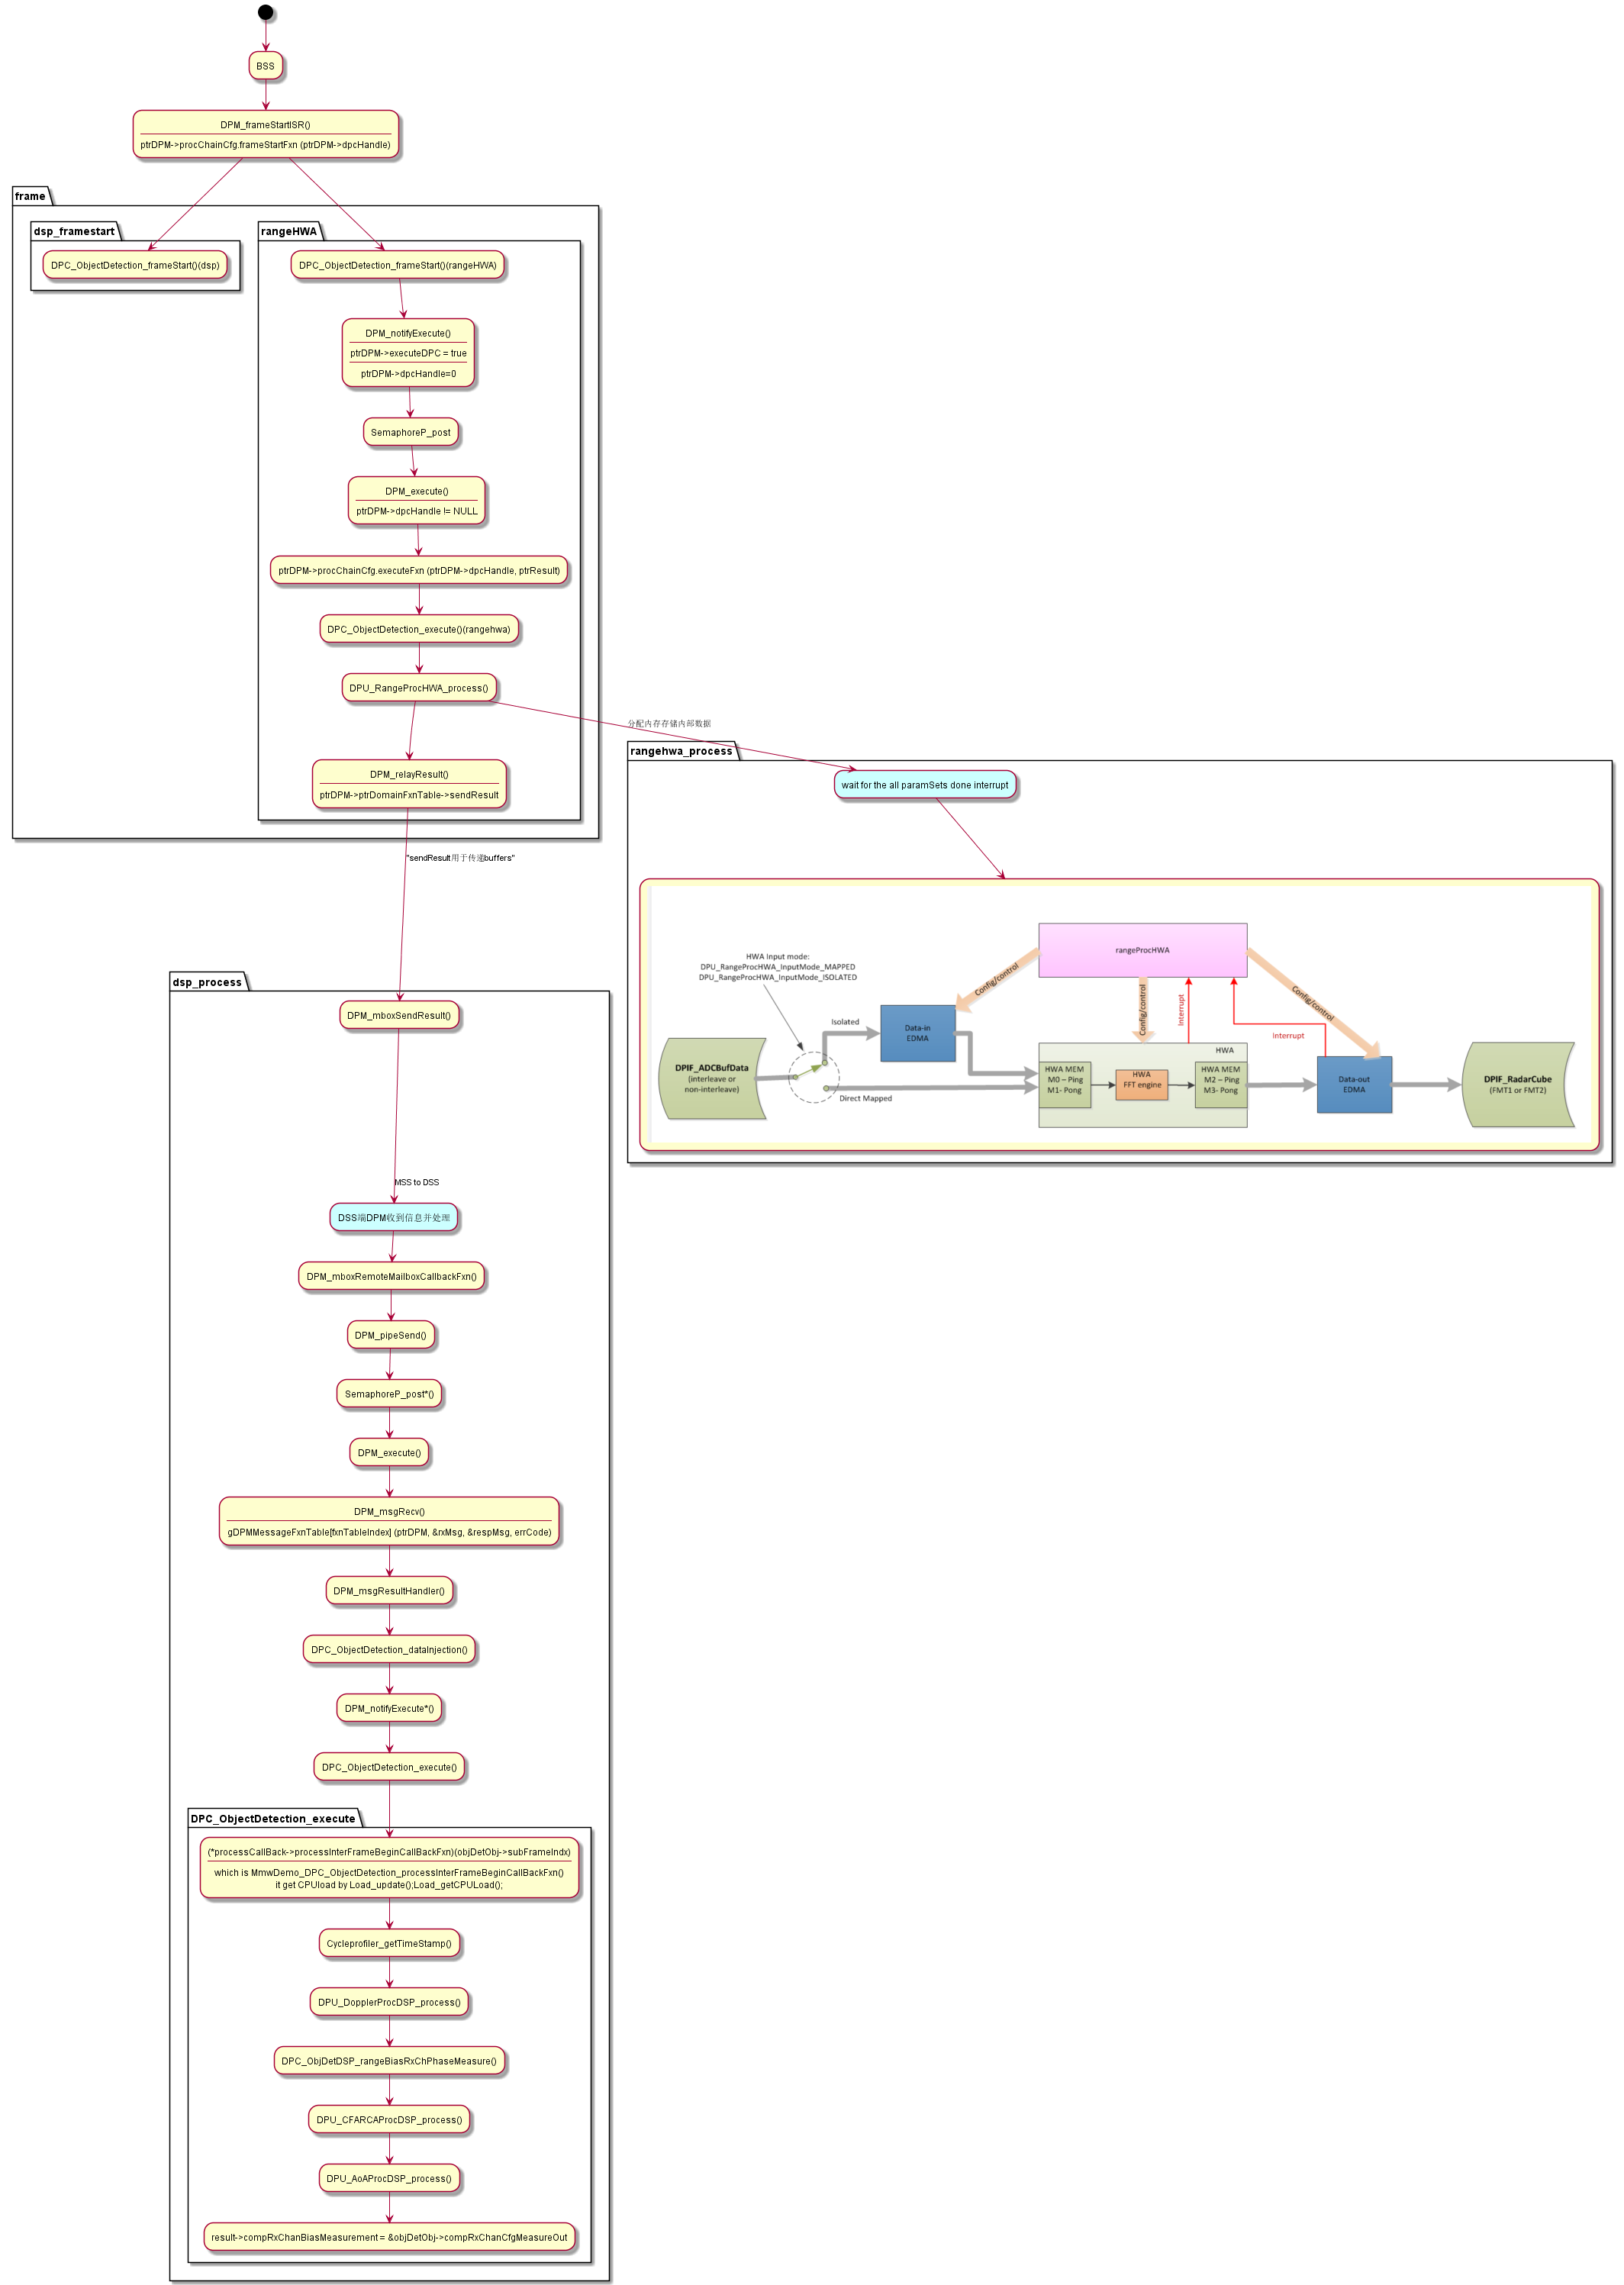 BSS
DPM_frameStartISR()
ptrDPM->procChainCfg.frameStartFxn (ptrDPM->dpcHandle)
frame
dsp_framestart
DPC_ObjectDetection_frameStart()(dsp)
rangeHWA
DPC_ObjectDetection_frameStart()(rangeHWA)
DPM_notifyExecute()
ptrDPM->executeDPC = true
ptrDPM->dpcHandle=0
SemaphoreP_post
DPM_execute()
ptrDPM->dpcHandle != NULL
ptrDPM->procChainCfg.executeFxn (ptrDPM->dpcHandle, ptrResult)
DPC_ObjectDetection_execute()(rangehwa)
DPU_RangeProcHWA_process()
分配内存存储内部数据
DPM_relayResult()
ptrDPM->ptrDomainFxnTable->sendResult
"sendResult用于传递buffers"
rangehwa_process
wait for the all paramSets done interrupt
rangeProcHWA
HWA Input mode:
DPU_RangeProcHWA_InputMode_MAPPED
DPU_RangeProcHWA_InputMode_ISOLATED
Config/control
Config/control
Interrupt
Config/control
Interrupt
Isolated
Data-in
EDMA
DPIF_ADCBufData
(interleave or
non-interleave)
Direct Mapped
HWA
HWA MEM
M0 – Ping
M1- Pong
HWA
FFT engine
HWA MEM
M2 – Ping
M3- Pong
Data-out
EDMA
DPIF_RadarCube
(FMT1 or FMT2)
dsp_process
DPM_mboxSendResult()
MSS to DSS
DSS端DPM收到信息并处理
DPM_mboxRemoteMailboxCallbackFxn()
DPM_pipeSend()
SemaphoreP_post*()
DPM_execute()
DPM_msgRecv()
gDPMMessageFxnTable[fxnTableIndex] (ptrDPM, &rxMsg, &respMsg, errCode)
DPM_msgResultHandler()
DPC_ObjectDetection_dataInjection()
DPM_notifyExecute*()
DPC_ObjectDetection_execute()
DPC_ObjectDetection_execute
(*processCallBack->processInterFrameBeginCallBackFxn)(objDetObj->subFrameIndx)
which is MmwDemo_DPC_ObjectDetection_processInterFrameBeginCallBackFxn()
it get CPUload by Load_update();Load_getCPULoad();
Cycleprofiler_getTimeStamp()
DPU_DopplerProcDSP_process()
DPC_ObjDetDSP_rangeBiasRxChPhaseMeasure()
DPU_CFARCAProcDSP_process()
DPU_AoAProcDSP_process()
result->compRxChanBiasMeasurement = &objDetObj->compRxChanCfgMeasureOut